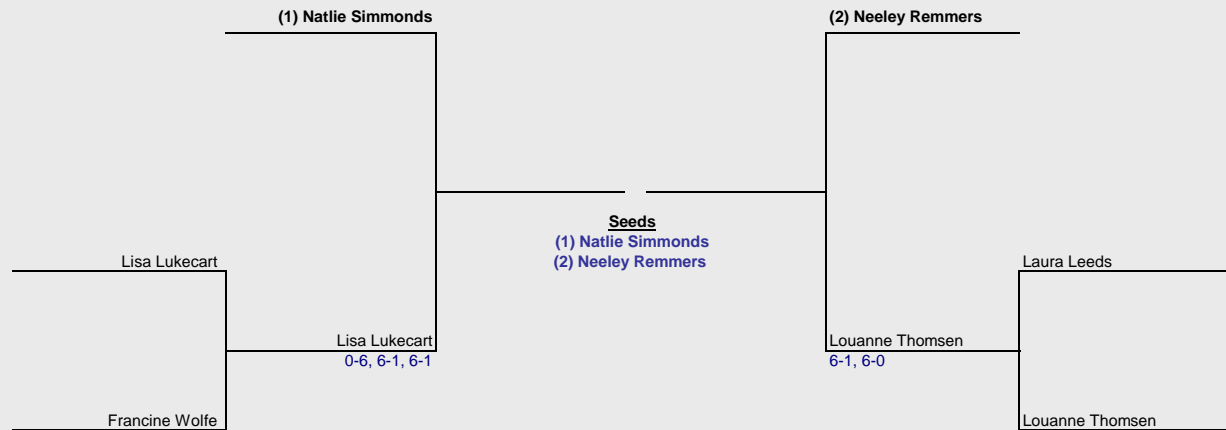 (1) Natlie Simmonds
(2) Neeley Remmers
Seeds
(1) Natlie Simmonds
(2) Neeley Remmers
Lisa Lukecart
Laura Leeds
Lisa Lukecart
0-6, 6-1, 6-1
Louanne Thomsen
6-1, 6-0
Francine Wolfe
Louanne Thomsen